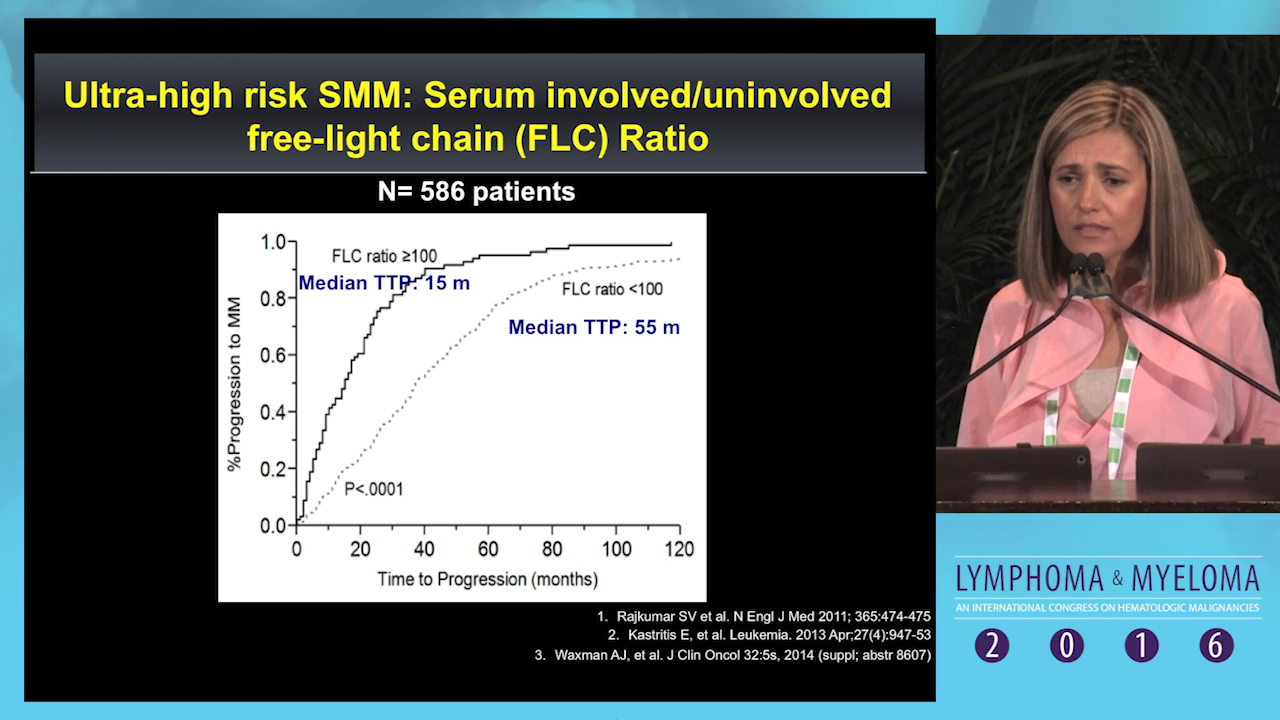 Ultra-high risk SMM: Serum involved/uninvolved
free-light chain (FLC) Ratio
N= 586 patients
%Progression to MM
1.0
0.8
0.6
0.4
0.2
0.0
FLC ratio ≥100
Median TTP: 15 m
FLC ratio <100
Median TTP: 55 m
P<.0001
0 20 40 60 80 100 120
Time to Progression (months)
1. Rajkumar SV et al. N Engl J Med 2011; 365:474-475
2. Kastritis E, et al. Leukemia. 2013 Apr;27(4):947-53
3. Waxman AJ, et al. J Clin Oncol 32:5s, 2014 (suppl; abstr 8607)
LYMPHOMA & MYELOMA
AN INTERNATIONAL CONGRESS ON HEMATOLOGIC MALIGNANCIES
2 0 1 6